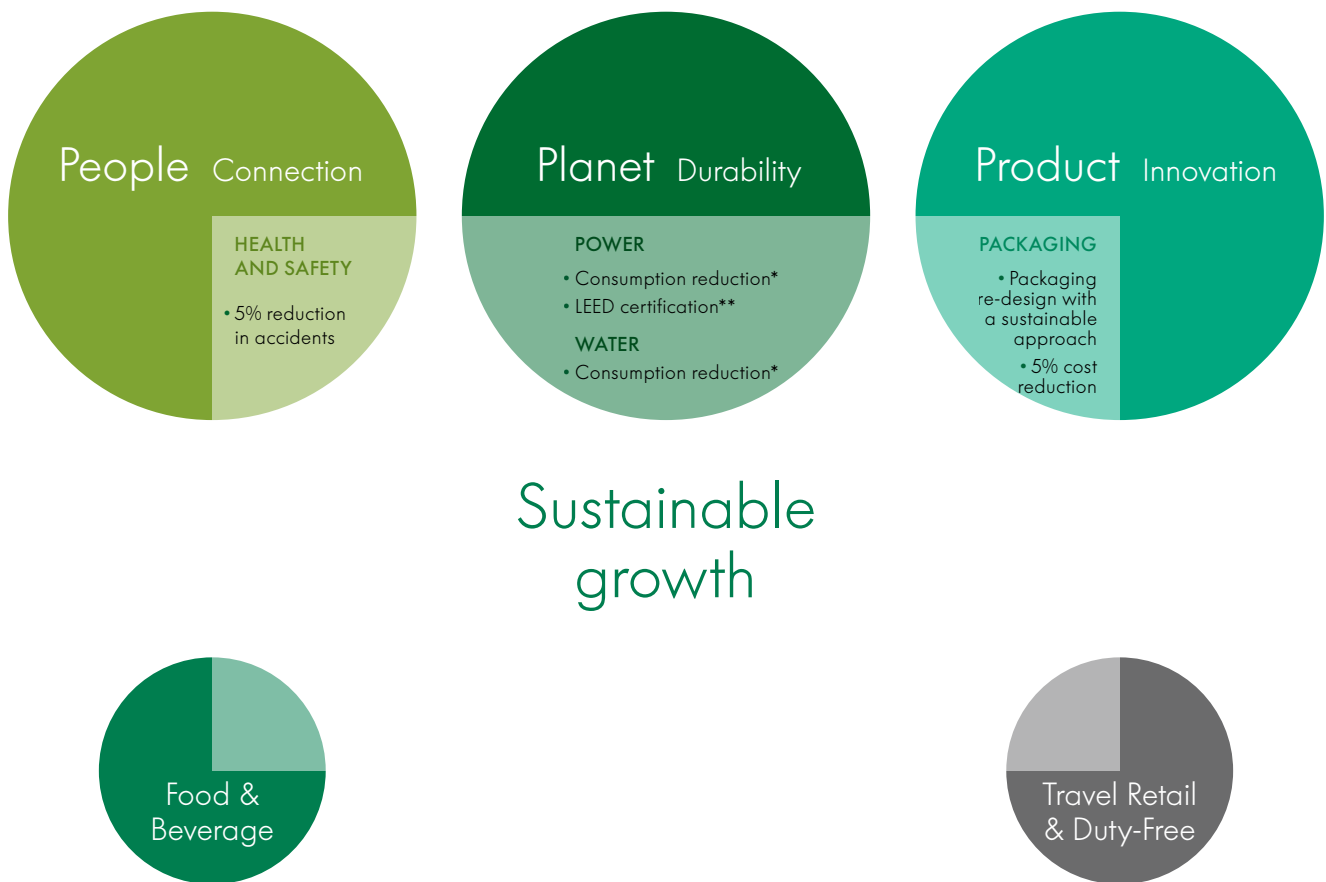 People Connection
HEALTH
AND SAFETY
• 5% reduction
in accidents
Planet Durability
POWER
• Consumption reduction*
• LEED certification**
WATER
• Consumption reduction*
Product Innovation
PACKAGING
• Packaging
re-design with
a sustainable
approach
• 5% cost
reduction
Sustainable
growth
Food &
Beverage
Travel Retail
& Duty-Free